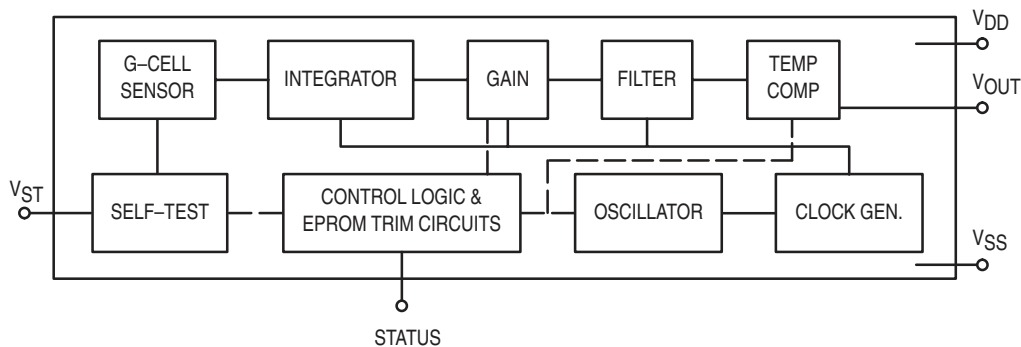 VDD
G–CELL
SENSOR
INTEGRATOR
GAIN
FILTER
TEMP
COMP
VOUT
VST
SELF–TEST
CONTROL LOGIC &
EPROM TRIM CIRCUITS
OSCILLATOR
CLOCK GEN.
VSS
STATUS